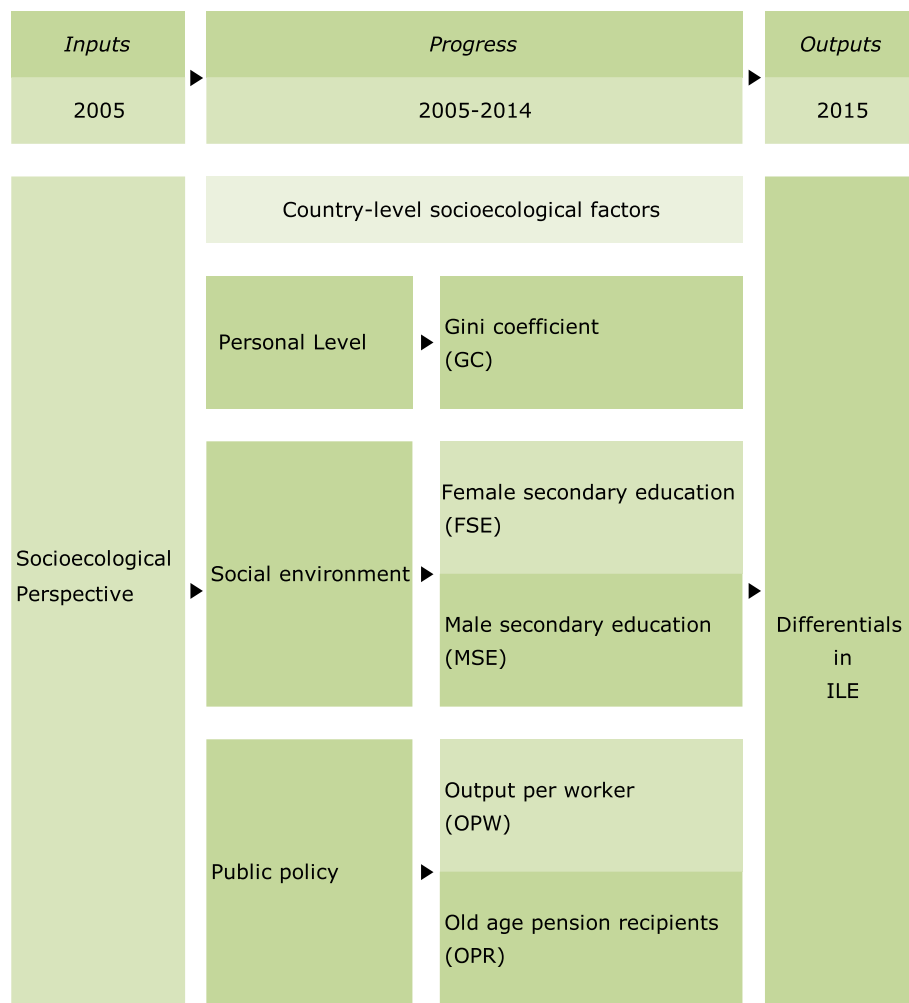 Inputs
Progress
Outputs
2005
2005-2014
2015
Country-level socioecological factors
Personal Level
Gini coefficient
(GC)
Socioecological
Perspective
Social environment
Female secondary education
(FSE)
Male secondary education
(MSE)
Public policy
Output per worker
(OPW)
Old age pension recipients
(OPR)
Differentials
in
ILE